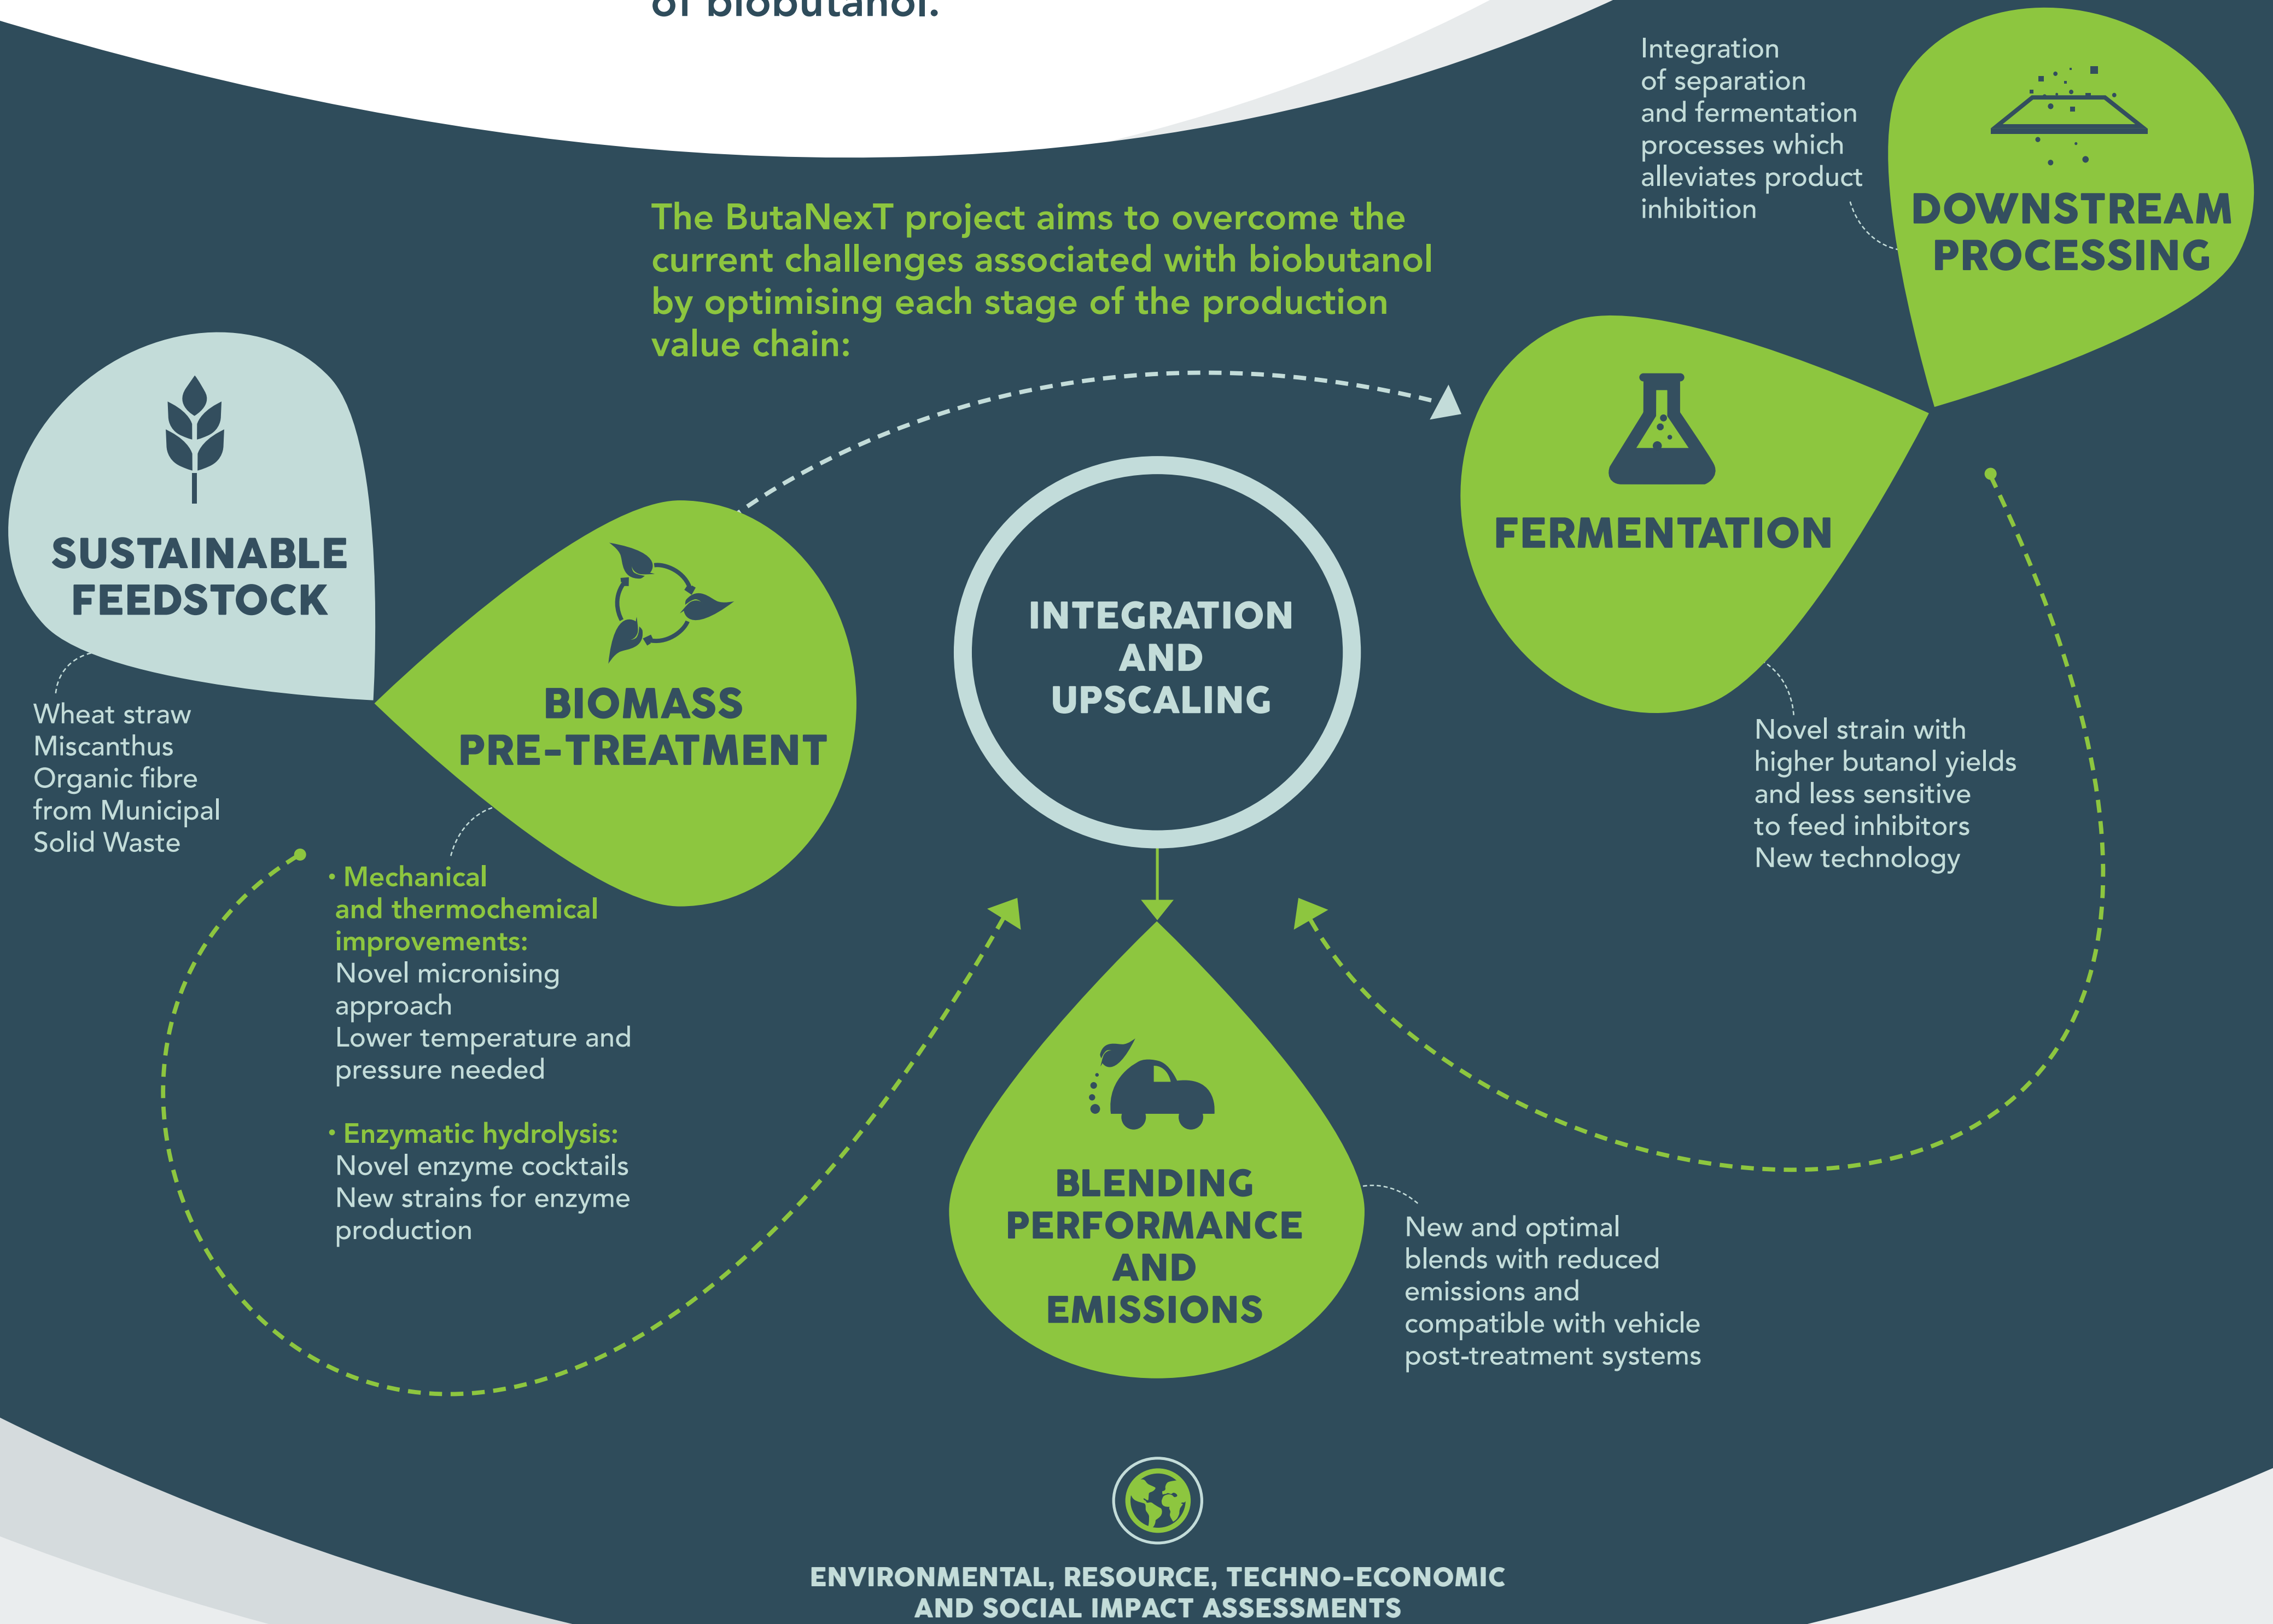 of biobutanol.
The ButaNexT project aims to overcome the
current challenges associated with biobutanol
by optimising each stage of the production
value chain:
SUSTAINABLE
FEEDSTOCK
Wheat straw
Miscanthus
Organic fibre
from Municipal
Solid Waste
BIOMASS
PRE-TREATMENT
• Mechanical
and thermochemical
improvements:
Novel micronising
approach
Lower temperature and
pressure needed
• Enzymatic hydrolysis:
Novel enzyme cocktails
New strains for enzyme
production
INTEGRATION
AND
UPSCALING
FERMENTATION
Novel strain with
higher butanol yields
and less sensitive
to feed inhibitors
New technology
Integration
of separation
and fermentation
processes which
alleviates product
inhibition
DOWNSTREAM
PROCESSING
BLENDING
PERFORMANCE
AND
EMISSIONS
New and optimal
blends with reduced
emissions and
compatible with vehicle
post-treatment systems
ENVIRONMENTAL, RESOURCE, TECHNO-ECONOMIC
AND SOCIAL IMPACT ASSESSMENTS